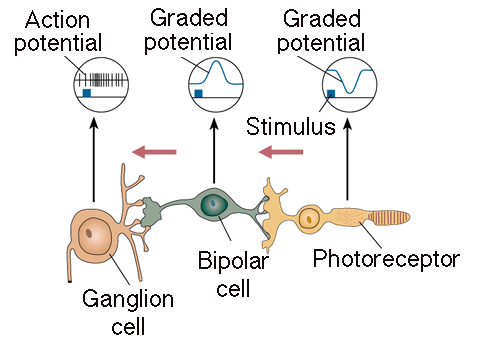 Action
potential
Graded
potential
Graded
potential
Stimulus
Bipolar
cell
Photoreceptor
Ganglion
cell